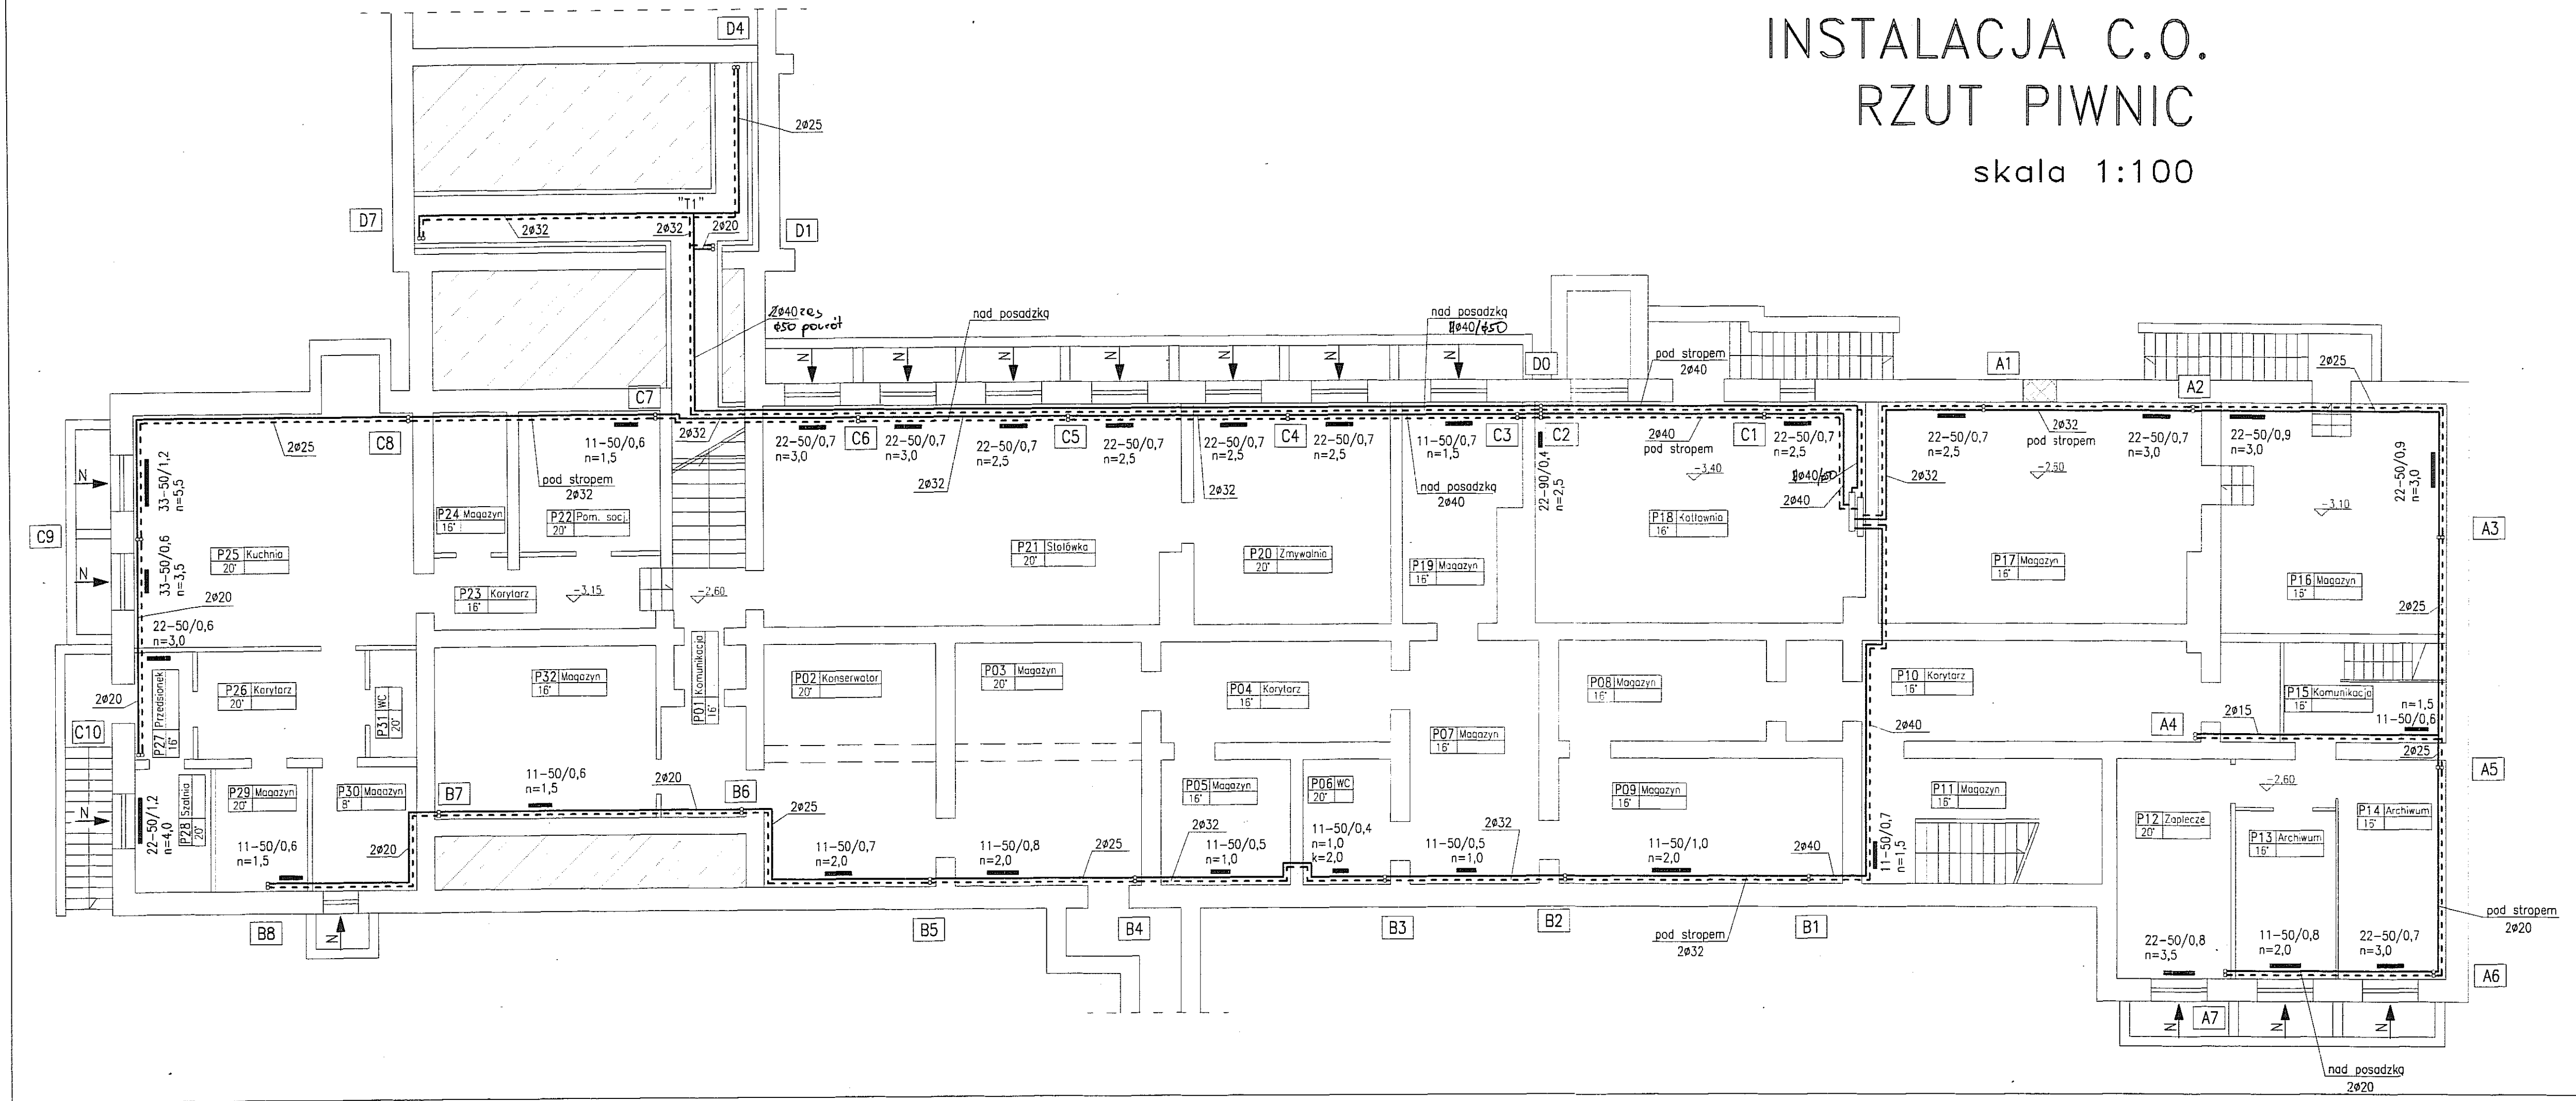 INSTALACJA C.O.
RZUT PIWNIC
skala 1:100
D4
2ø25
"T1"
D7
2ø32
2ø32
2ø20
D1
2ø40 zas
ø50 powrót
nad posadzką
nad posadzką
ø40/ø50
D0
pod stropem
2ø40
A1
A2
2ø25
N
N
N
N
N
N
N
C7
C8
2ø25
11-50/0,6
n=1,5
2ø32
pod stropem
2ø32
22-50/0,7
n=3,0
C6
22-50/0,7
n=3,0
22-50/0,7
n=2,5
C5
22-50/0,7
n=2,5
22-50/0,7
n=2,5
C4
22-50/0,7
n=2,5
11-50/0,7
n=1,5
C3
C2
2ø40
pod stropem
C1
22-50/0,7
n=2,5
22-50/0,7
n=2,5
2ø32
pod stropem
22-50/0,7
n=3,0
22-50/0,9
n=3,0
22-50/0,9
n=3,0
2ø32
2ø32
nad posadzką
2ø40
22-90/0,4
n=2,5
-3,40
ø40/ø50
2ø40
2ø32
-2,60
-3,10
N
33-50/1,2
n=5,5
C9
N
33-50/0,6
n=3,5
P24 Magazyn
16°
P22 Pom. socj.
20°
P25 Kuchnia
20°
P23 Korytarz
16°
-3,15
-2,60
P21 Stołówka
20°
P20 Zmywalnia
20°
P19 Magazyn
16°
P18 Kotłownia
16°
P17 Magazyn
16°
P16 Magazyn
16°
A3
2ø25
2ø20
22-50/0,6
n=3,0
2ø20
C10
P27 Przedsionek
16°
P26 Korytarz
20°
P31 WC
20°
P32 Magazyn
16°
P01 Komunikacja
16°
P02 Konserwator
20°
P03 Magazyn
20°
P04 Korytarz
16°
P07 Magazyn
16°
P08 Magazyn
16°
2ø40
P10 Korytarz
16°
P15 Komunikacja
16°
n=1,5
11-50/0,6
A4
2ø15
2ø25
A5
-2,60
N
22-50/1,2
n=4,0
P28 Szatnia
20°
P29 Magazyn
20°
P30 Magazyn
8°
11-50/0,6
n=1,5
2ø20
B7
11-50/0,6
n=1,5
2ø20
B6
2ø25
11-50/0,7
n=2,0
11-50/0,8
n=2,0
2ø25
P05 Magazyn
16°
2ø32
11-50/0,5
n=1,0
P06 WC
20°
11-50/0,4
n=1,0
k=2,0
11-50/0,5
n=1,0
2ø32
P09 Magazyn
16°
11-50/1,0
n=2,0
2ø40
11-50/0,7
n=1,5
P11 Magazyn
16°
P12 Zaplecze
20°
P13 Archiwum
16°
P14 Archiwum
16°
22-50/0,8
n=3,5
11-50/0,8
n=2,0
22-50/0,7
n=3,0
pod stropem
2ø20
A6
B8
N
B5
B4
B3
B2
pod stropem
2ø32
B1
N
A7
N
N
nad posadzką
2ø20